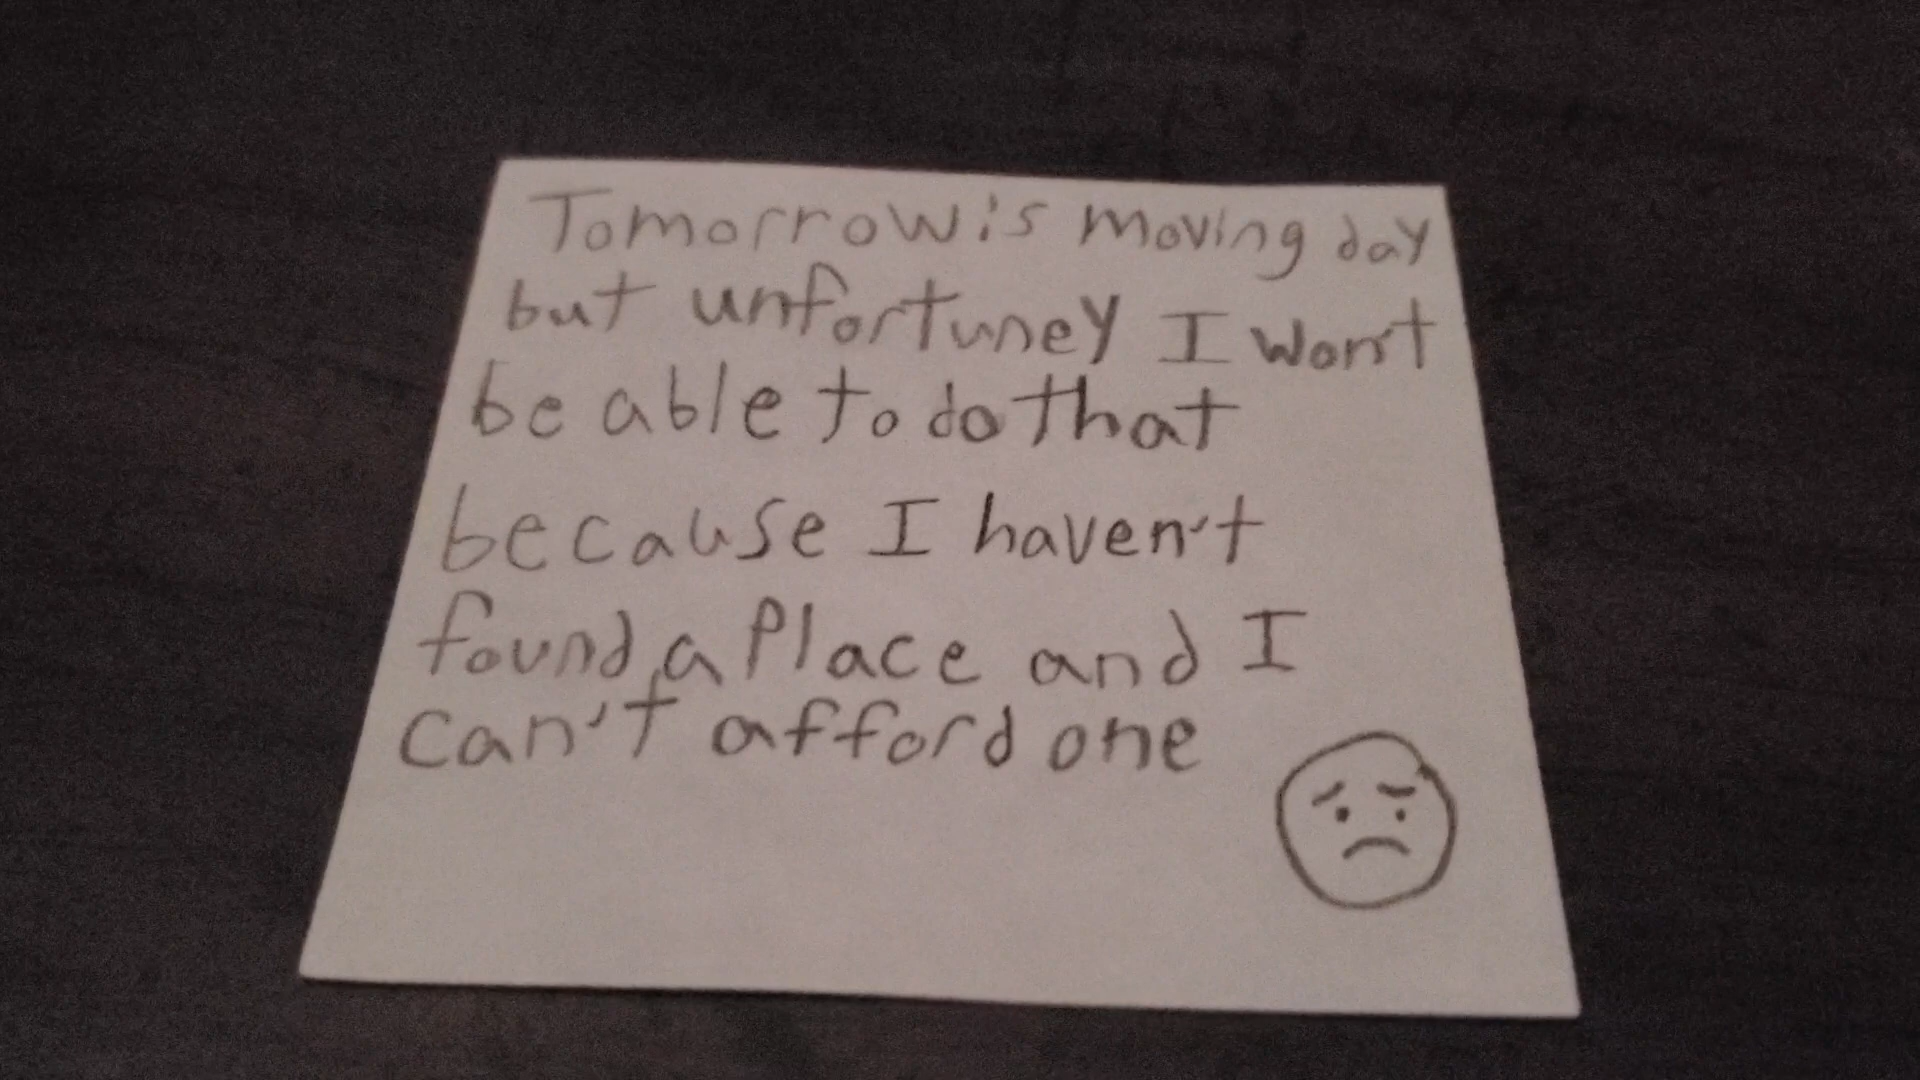 Tomorrow is moving day
but unfortuney I won't
be able to do that
because I haven't
found a place and I
can't afford one